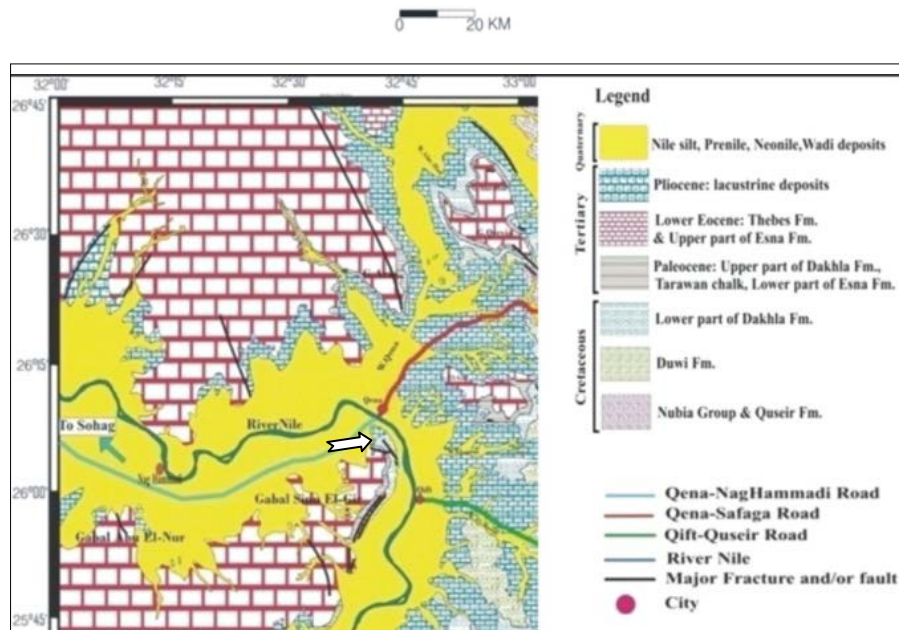 0 20 KM
32°00' 32°15' 32°30' 32°45' 33°00'
26°45'
26°30'
26°15'
26°00'
25°45'
W.Qena
Qena
River Nile
To Sohag
Nag Hammadi
Qift
Gabal Abu El-Nur
Legend
Quaternary
Nile silt, Prenile, Neonile,Wadi deposits
Tertiary
Pliocene: lacustrine deposits
Lower Eocene: Thebes Fm.
& Upper part of Esna Fm.
Paleocene: Upper part of Dakhla Fm.,
Tarawan chalk, Lower part of Esna Fm.
Cretaceous
Lower part of Dakhla Fm.
Duwi Fm.
Nubia Group & Quseir Fm.
Qena-NagHammadi Road
Qena-Safaga Road
Qift-Quseir Road
River Nile
Major Fracture and/or fault
City